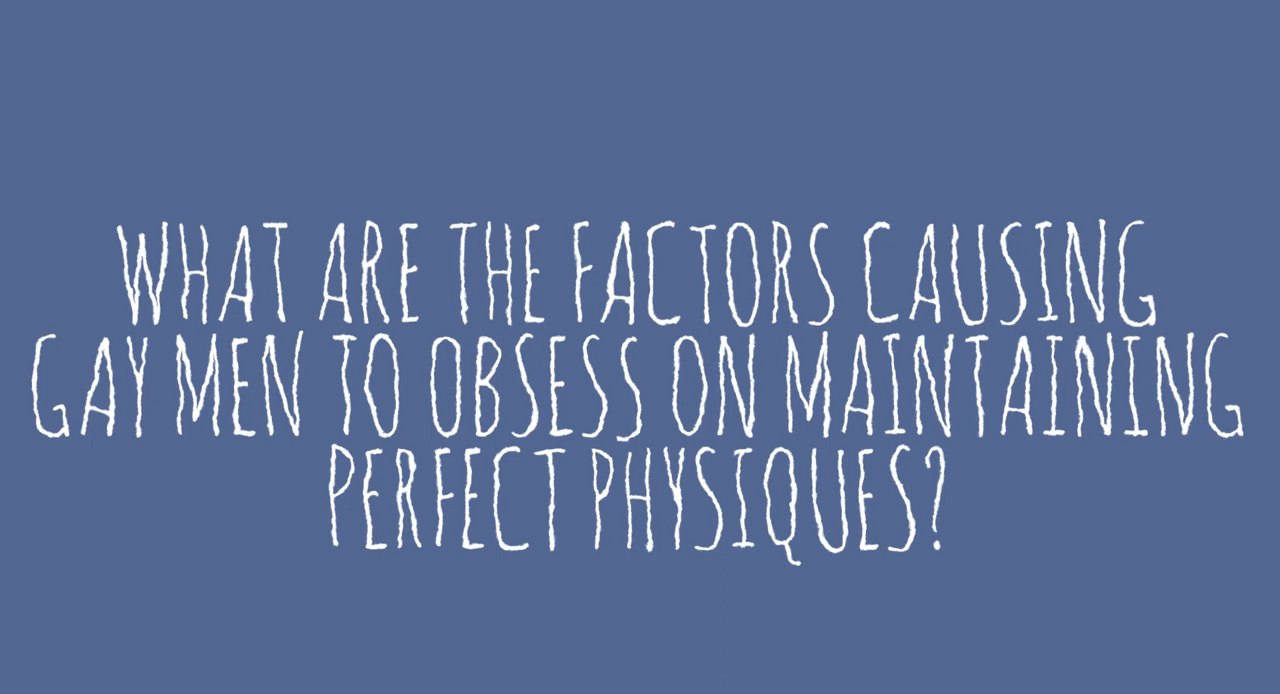 WHAT ARE THE FACTORS CAUSING
GAY MEN TO OBSESS ON MAINTAINING
PERFECT PHYSIQUES?